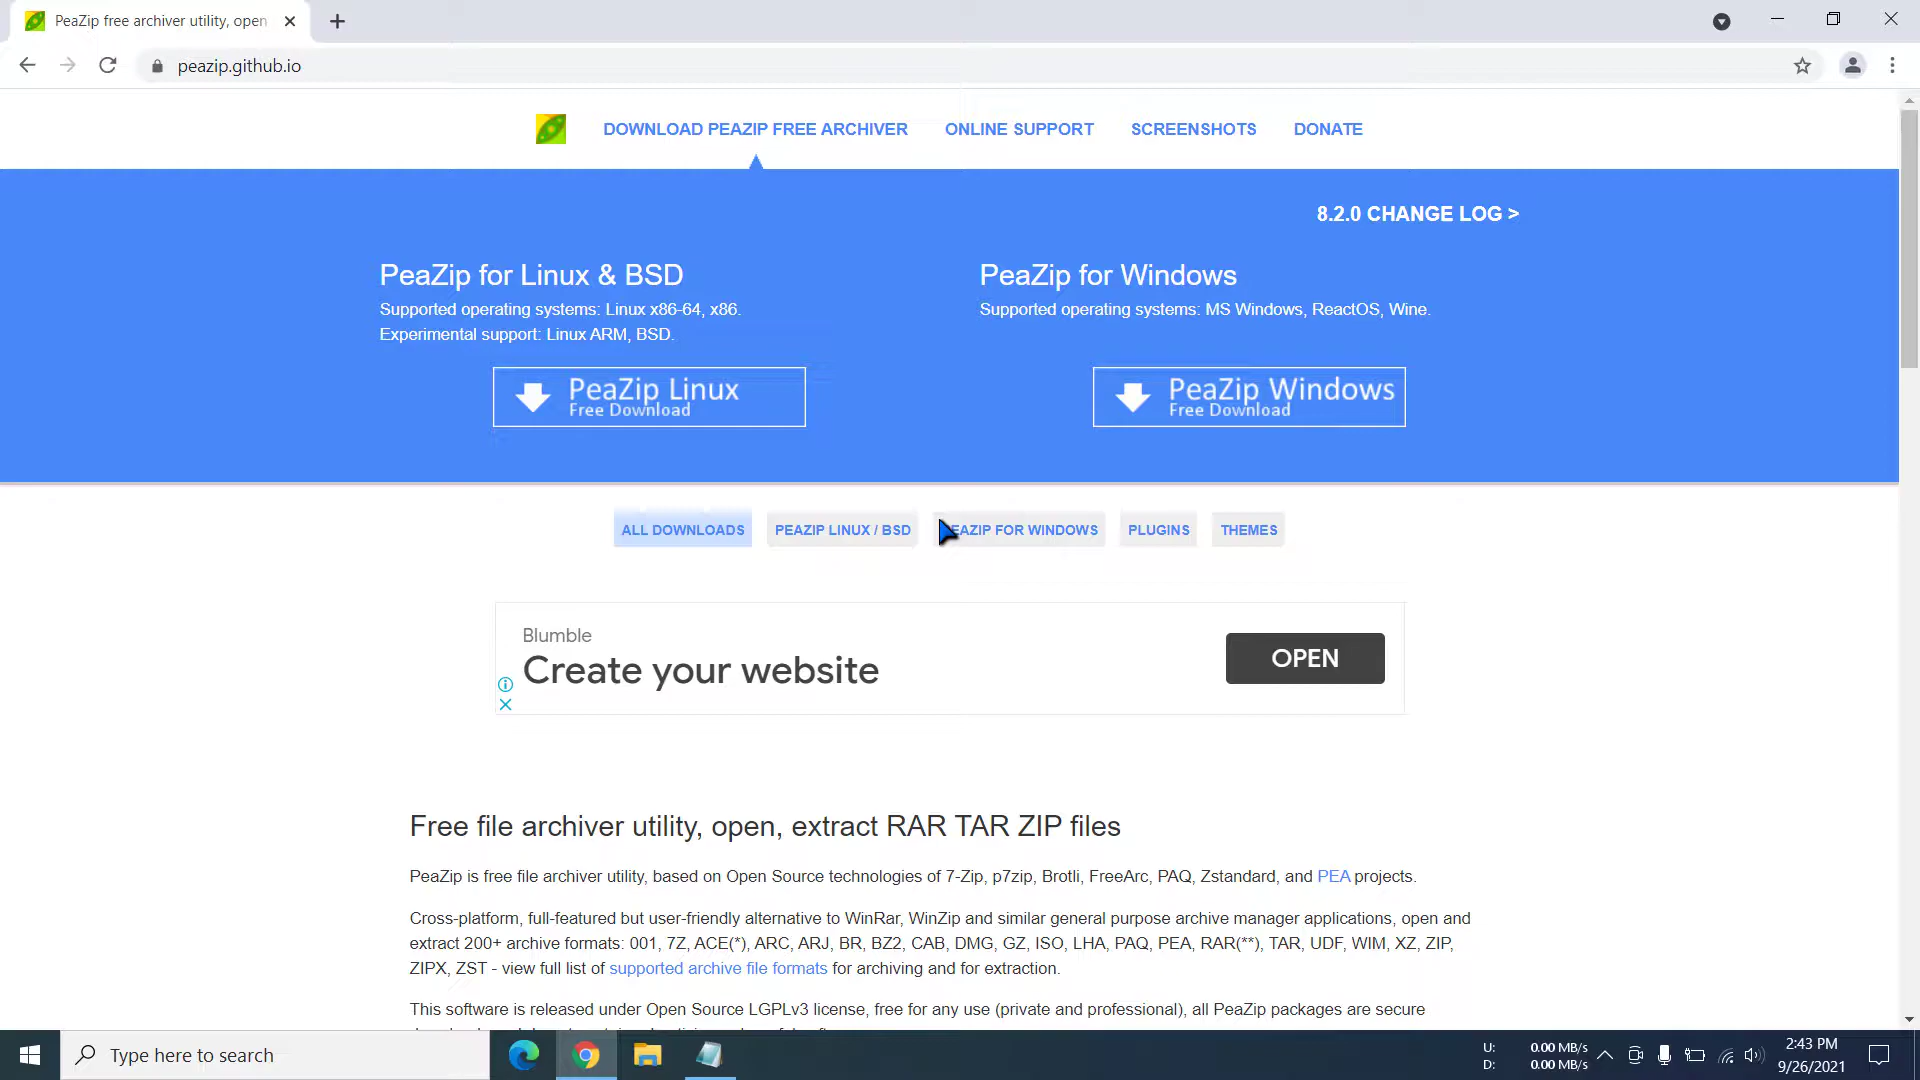 PeaZip free archiver utility, open
peazip.github.io
DOWNLOAD PEAZIP FREE ARCHIVER
ONLINE SUPPORT
SCREENSHOTS
DONATE
8.2.0 CHANGE LOG >
PeaZip for Linux & BSD
Supported operating systems: Linux x86-64, x86.
Experimental support: Linux ARM, BSD.
PeaZip Linux
Free Download
PeaZip for Windows
Supported operating systems: MS Windows, ReactOS, Wine.
PeaZip Windows
Free Download
ALL DOWNLOADS
PEAZIP LINUX / BSD
EAZIP FOR WINDOWS
PLUGINS
THEMES
Blumble
Create your website
OPEN
Free file archiver utility, open, extract RAR TAR ZIP files
PeaZip is free file archiver utility, based on Open Source technologies of 7-Zip, p7zip, Brotli, FreeArc, PAQ, Zstandard, and PEA projects.
Cross-platform, full-featured but user-friendly alternative to WinRar, WinZip and similar general purpose archive manager applications, open and
extract 200+ archive formats: 001, 7Z, ACE(*), ARC, ARJ, BR, BZ2, CAB, DMG, GZ, ISO, LHA, PAQ, PEA, RAR(**), TAR, UDF, WIM, XZ, ZIP,
ZIPX, ZST - view full list of supported archive file formats for archiving and for extraction.
This software is released under Open Source LGPLv3 license, free for any use (private and professional), all PeaZip packages are secure
Type here to search
U: 0.00 MB/s
D: 0.00 MB/s
2:43 PM
9/26/2021